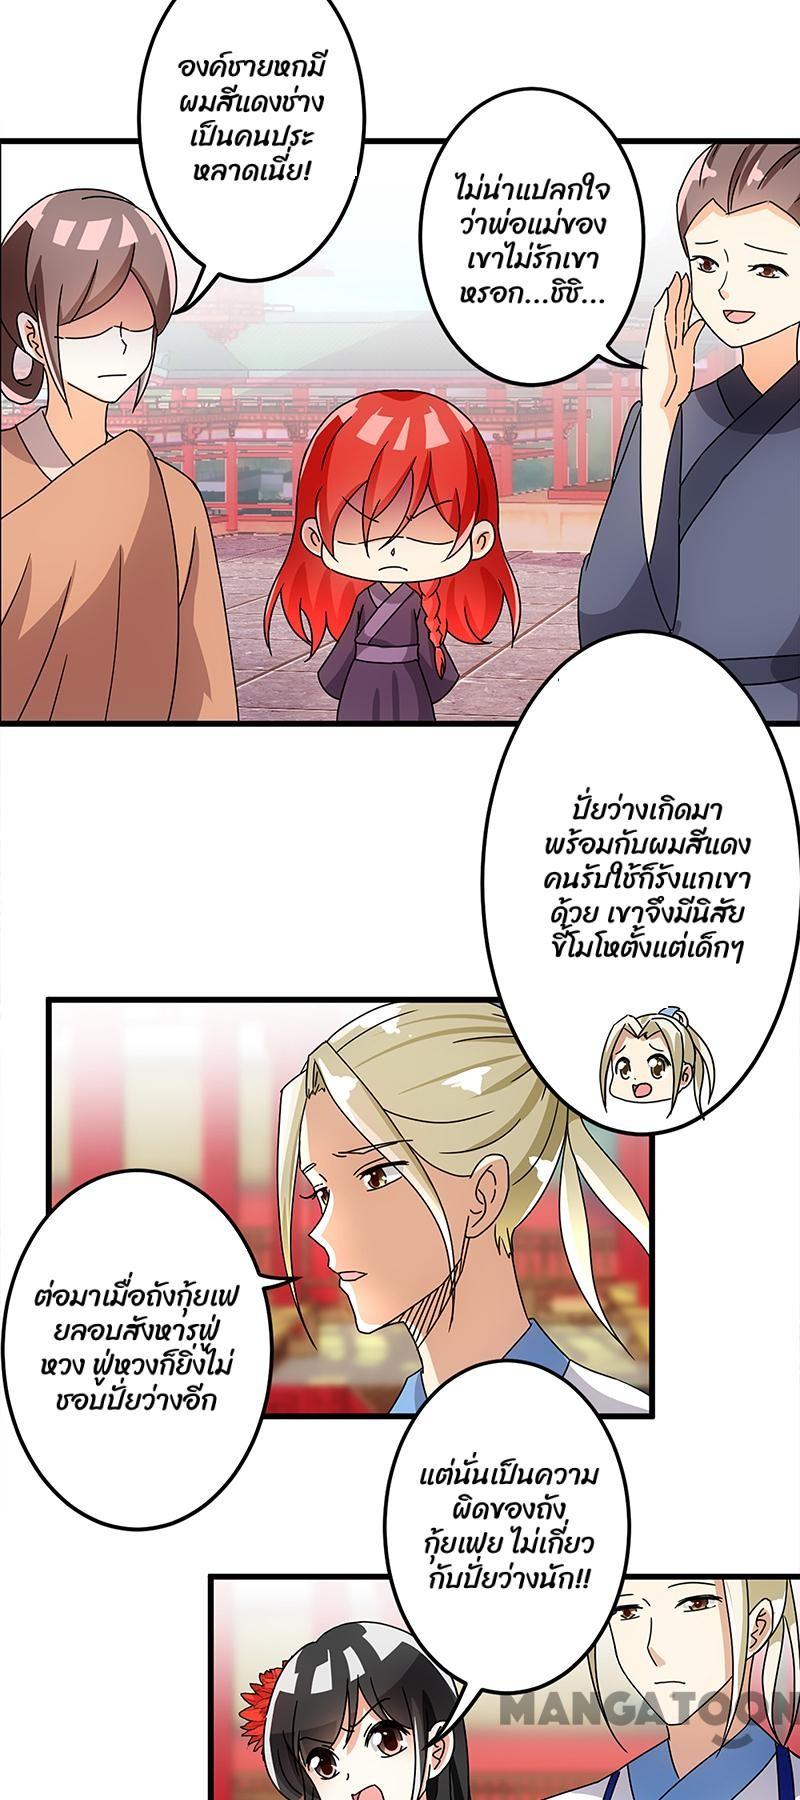 องค์ชายหกมี
ผมสีแดงช่าง
เป็นคนประ
หลาดเนี่ย!
ไม่น่าแปลกใจ
ว่าพ่อแม่ของ
เขาไม่รักเขา
หรอก...ชิชิ...
ปั่ยว่างเกิดมา
พร้อมกับผมสีแดง
คนรับใช้ก็รังแกเขา
ด้วย เขาจึงมีนิสัย
ขี้โมโหตั้งแต่เด็กๆ
ต่อมาเมื่อถังกุ้ยเฟ
ยลอบสังหารฟู่
หวง ฟู่หวงก็ยิ่งไม่
ชอบปั่ยว่างอีก
แต่นั่นเป็นความ
ผิดของถัง
กุ้ยเฟย ไม่เกี่ยว
กับปั่ยว่างนัก!!
MANGATOON